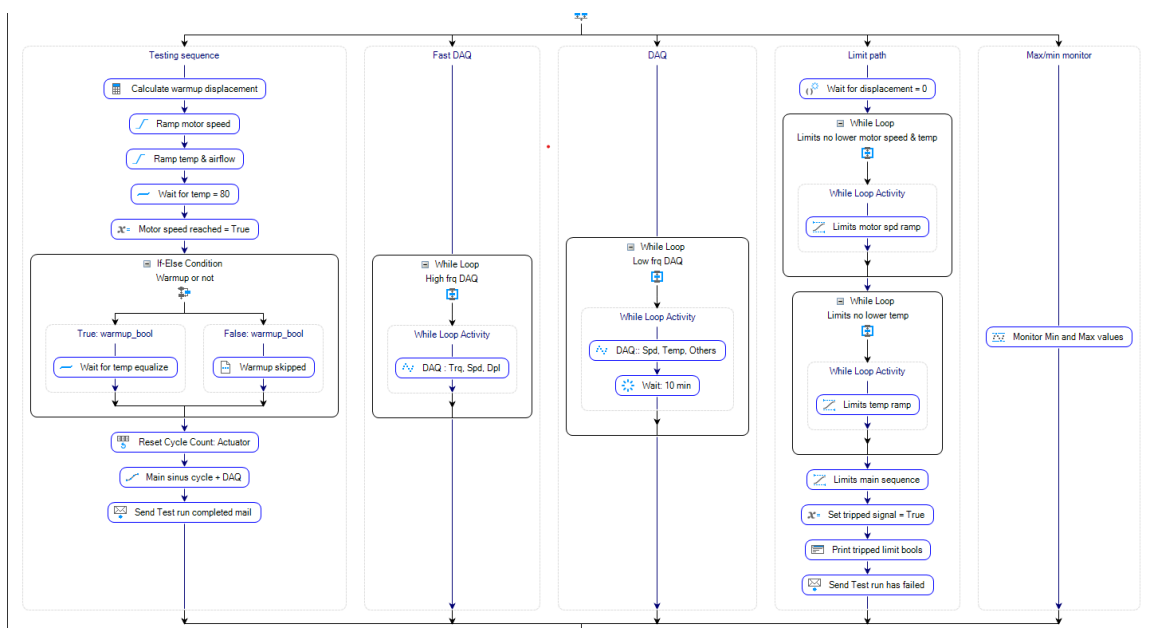 Testing sequence
Calculate warmup displacement
Ramp motor speed
Ramp temp & airflow
Wait for temp = 80
x= Motor speed reached = True
If-Else Condition
Warmup or not
True: warmup_bool
Wait for temp equalize
False: warmup_bool
Warmup skipped
Reset Cycle Count: Actuator
Main sinus cycle + DAQ
Send Test run completed mail
Fast DAQ
While Loop
High frq DAQ
While Loop Activity
DAQ : Trq, Spd, Dpl
DAQ
While Loop
Low frq DAQ
While Loop Activity
DAQ:: Spd, Temp, Others
Wait: 10 min
Limit path
Wait for displacement = 0
While Loop
Limits no lower motor speed & temp
While Loop Activity
Limits motor spd ramp
While Loop
Limits no lower temp
While Loop Activity
Limits temp ramp
Limits main sequence
x= Set tripped signal = True
Print tripped limit bools
Send Test run has failed
Max/min monitor
Monitor Min and Max values